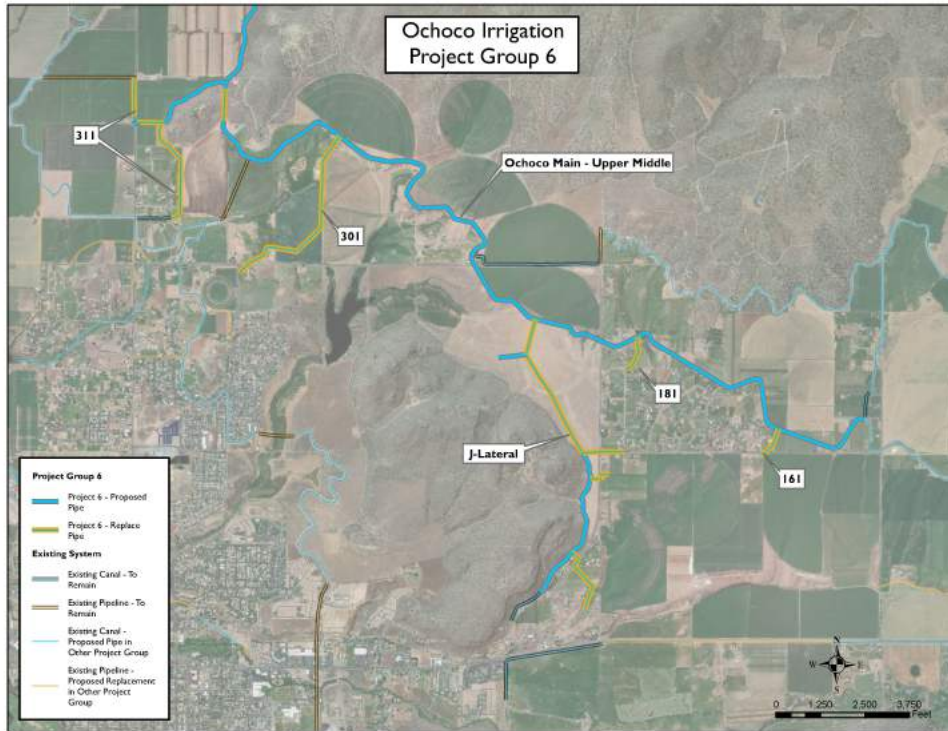 Ochoco Irrigation
Project Group 6
311
Ochoco Main - Upper Middle
301
181
J-Lateral
161
Project Group 6
Project 6 - Proposed
Pipe
Project 6 - Replace
Pipe
Existing System
Existing Canal - To
Remain
Existing Pipeline - To
Remain
Existing Canal -
Proposed Pipe in
Other Project Group
Existing Pipeline -
Proposed Replacement
in Other Project
Group
N
W E
S
0 1,250 2,500 3,750
Feet